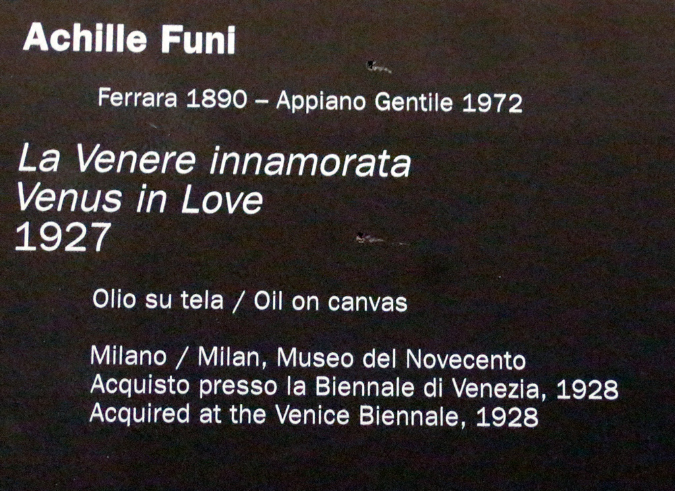 Achille Funi
Ferrara 1890 – Appiano Gentile 1972
La Venere innamorata
Venus in Love
1927
Olio su tela / Oil on canvas
Milano / Milan, Museo del Novecento
Acquisto presso la Biennale di Venezia, 1928
Acquired at the Venice Biennale, 1928